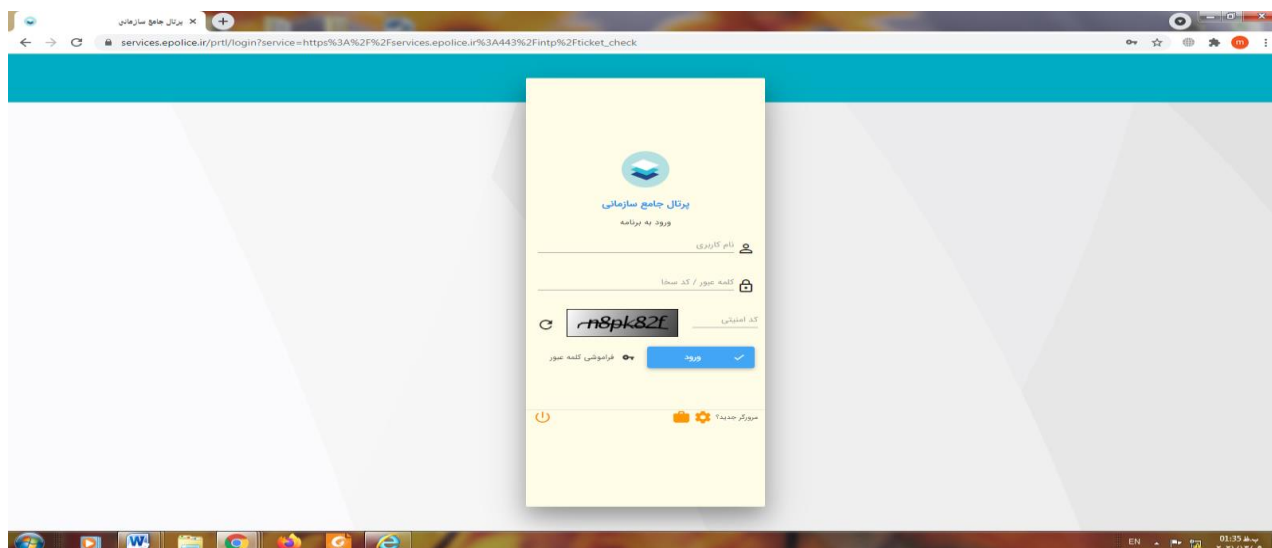 پرتال جامع سازمانی
services.epolice.ir/prtl/login?service=https%3A%2F%2Fservices.epolice.ir%3A443%2Fintp%2Fticket_check
m
پرتال جامع سازمانی
ورود به برنامه
نام کاربری
کلمه عبور / کد سخا
کد امنیتی
n8pk82f
ورود
فراموشی کلمه عبور
مرورگر جدید؟
W
EN
01:35 ب.ظ